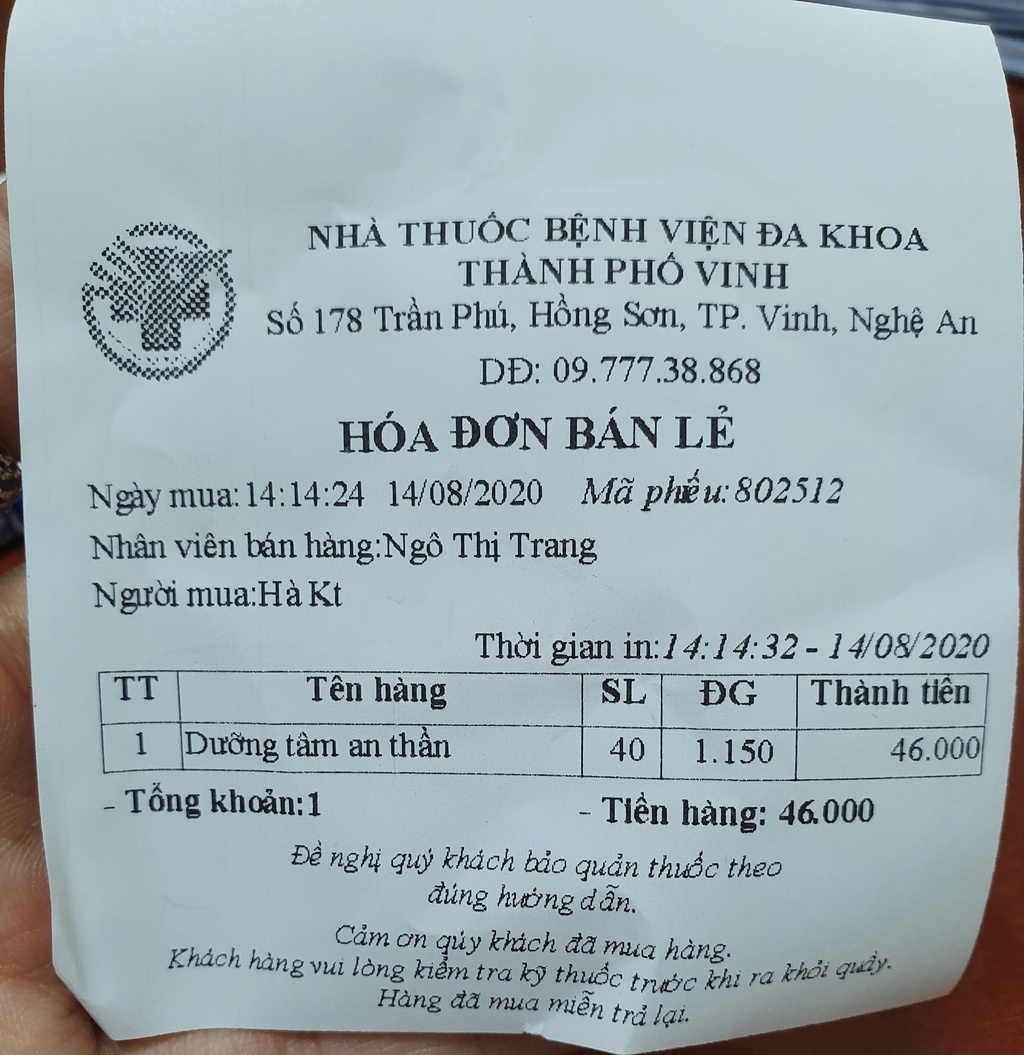 NHÀ THUỐC BỆNH VIỆN ĐA KHOA
THÀNH PHỐ VINH
Số 178 Trần Phú, Hồng Sơn, TP. Vinh, Nghệ An
DĐ: 09.777.38.868
HÓA ĐƠN BÁN LẺ
Ngày mua:14:14:24 14/08/2020 Mã phiếu:802512
Nhân viên bán hàng:Ngô Thị Trang
Người mua:Hà Kt
Thời gian in:14:14:32 - 14/08/2020
TT Tên hàng SL ĐG Thành tiền
1 Dưỡng tâm an thần 40 1.150 46.000
- Tổng khoản:1 - Tiền hàng: 46.000
Đề nghị quý khách bảo quản thuốc theo
đúng hướng dẫn.
Cảm ơn qúy khách đã mua hàng.
Khách hàng vui lòng kiểm tra kỹ thuốc trước khi ra khỏi quầy.
Hàng đã mua miễn trả lại.